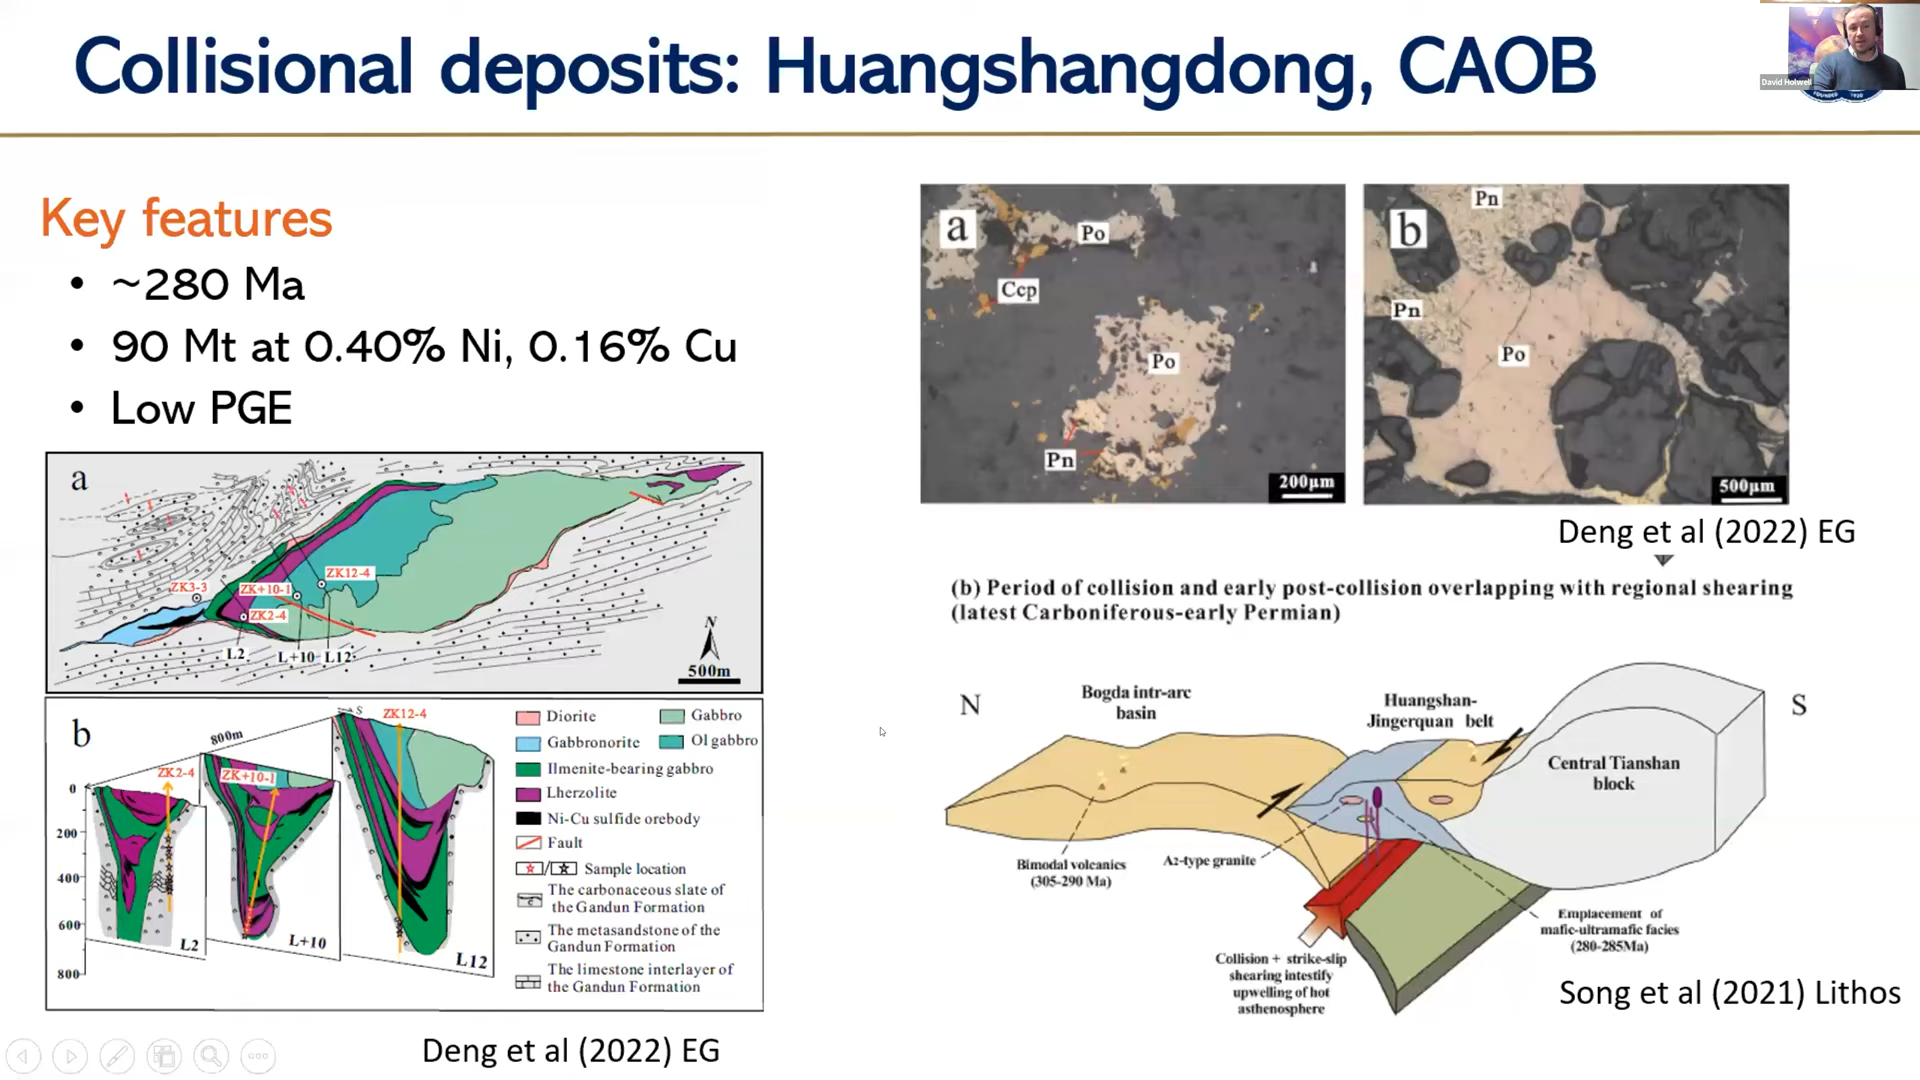 Collisional deposits: Huangshangdong, CAOB
David Holwell
Key features
• ~280 Ma
• 90 Mt at 0.40% Ni, 0.16% Cu
• Low PGE
a
ZK12-4
ZK3-3
ZK+10-1
ZK2-4
L2
L+10
L12
N
500m
b
S
ZK12-4
800m
ZK2-4
ZK+10-1
0
200
400
600
800
L2
L+10
L12
Diorite
Gabbro
Gabbronorite
Ol gabbro
Ilmenite-bearing gabbro
Lherzolite
Ni-Cu sulfide orebody
Fault
Sample location
The carbonaceous slate of
the Gandun Formation
The metasandstone of the
Gandun Formation
The limestone interlayer of
the Gandun Formation
Deng et al (2022) EG
a
Po
Ccp
Po
Pn
200μm
b
Pn
Pn
Po
500μm
Deng et al (2022) EG
(b) Period of collision and early post-collision overlapping with regional shearing
(latest Carboniferous-early Permian)
N
Bogda intr-arc
basin
Huangshan-
Jingerquan belt
S
Central Tianshan
block
Bimodal volcanics
(305-290 Ma)
A2-type granite
Emplacement of
mafic-ultramafic facies
(280-285Ma)
Collision + strike-slip
shearing intestify
upwelling of hot
asthenosphere
Song et al (2021) Lithos